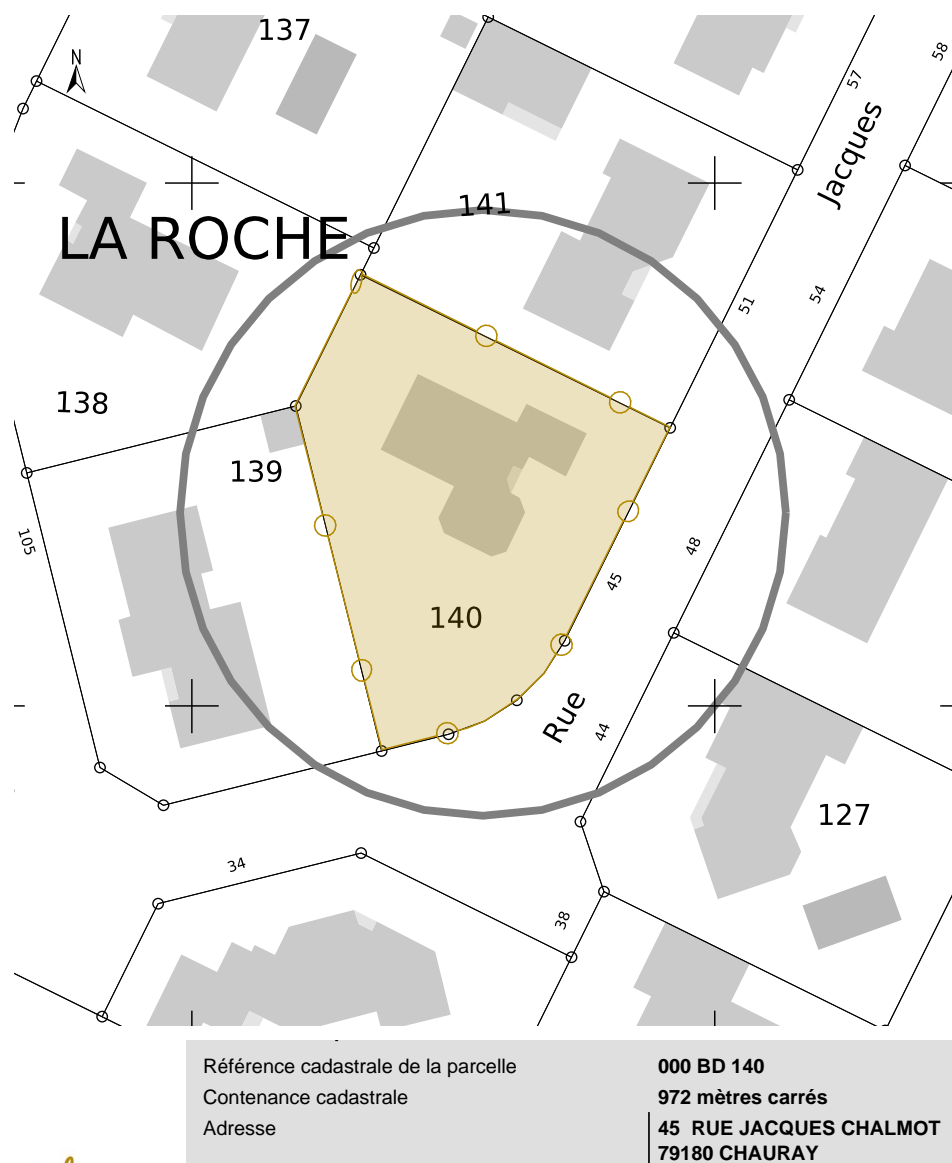 137
58
N
57
Jacques
141
LA ROCHE
54
51
138
139
105
48
45
140
Rue
44
127
34
38
Référence cadastrale de la parcelle 000 BD 140
Contenance cadastrale 972 mètres carrés
Adresse 45 RUE JACQUES CHALMOT
79180 CHAURAY